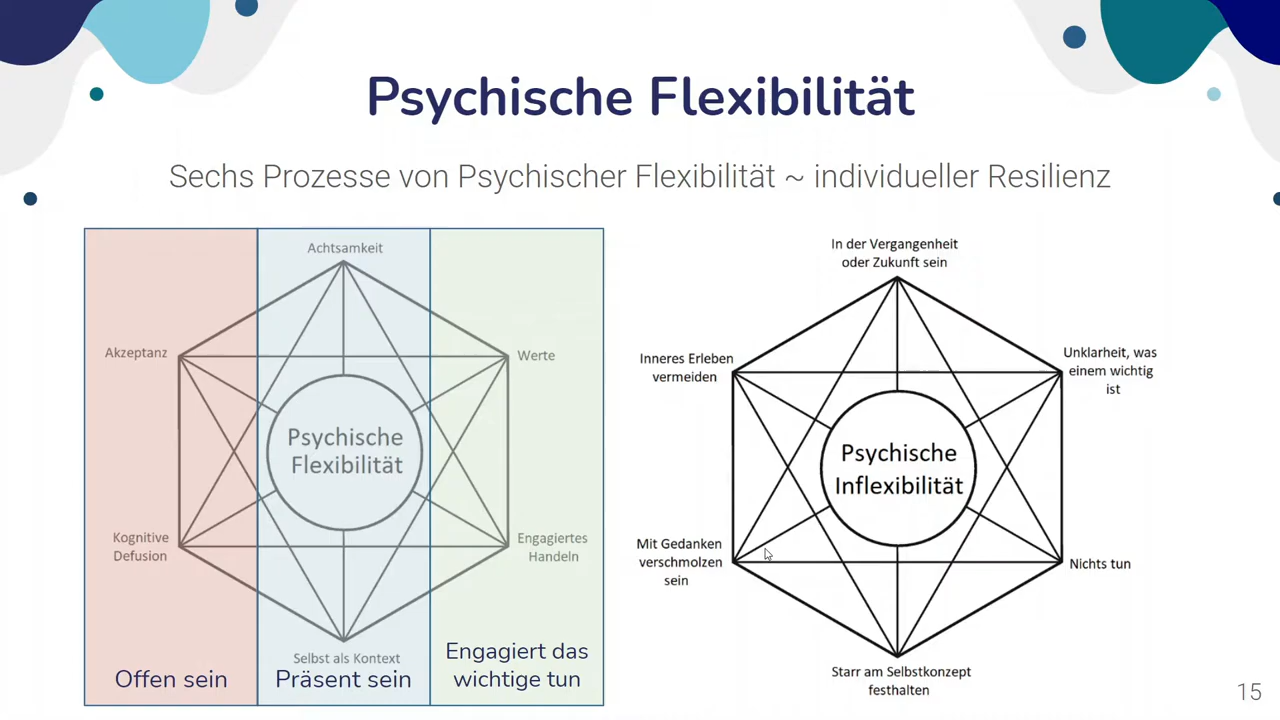 Psychische Flexibilität
Sechs Prozesse von Psychischer Flexibilität ~ individueller Resilienz
Achtsamkeit
Akzeptanz
Werte
Psychische
Flexibilität
Kognitive
Defusion
Engagiertes
Handeln
Selbst als Kontext
Offen sein
Präsent sein
Engagiert das
wichtige tun
In der Vergangenheit
oder Zukunft sein
Inneres Erleben
vermeiden
Unklarheit, was
einem wichtig
ist
Psychische
Inflexibilität
Mit Gedanken
verschmolzen
sein
Nichts tun
Starr am Selbstkonzept
festhalten
15